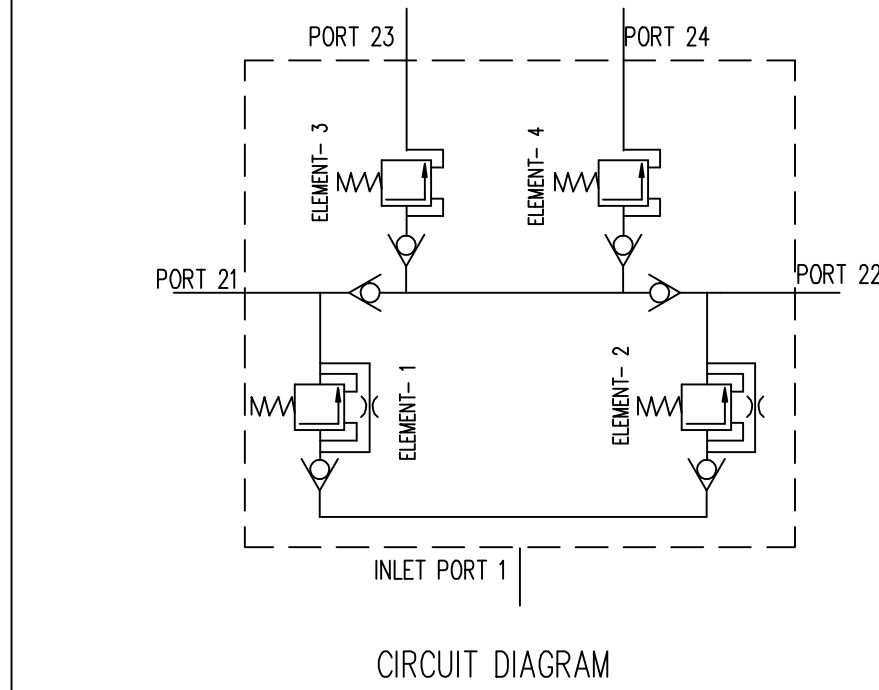 PORT 23
PORT 24
ELEMENT- 3
ELEMENT- 4
PORT 21
PORT 22
ELEMENT- 1
ELEMENT- 2
INLET PORT 1
CIRCUIT DIAGRAM